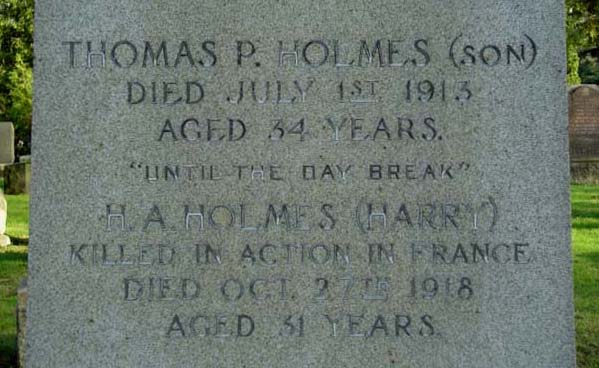 THOMAS P. HOLMES (SON)
DIED JULY 1ST. 1913
AGED 34 YEARS.
"UNTIL THE DAY BREAK"
H. A HOLMES (HARRY)
KILLED IN ACTION IN FRANCE
DIED OCT. 27TH 1918
AGED 31 YEARS.